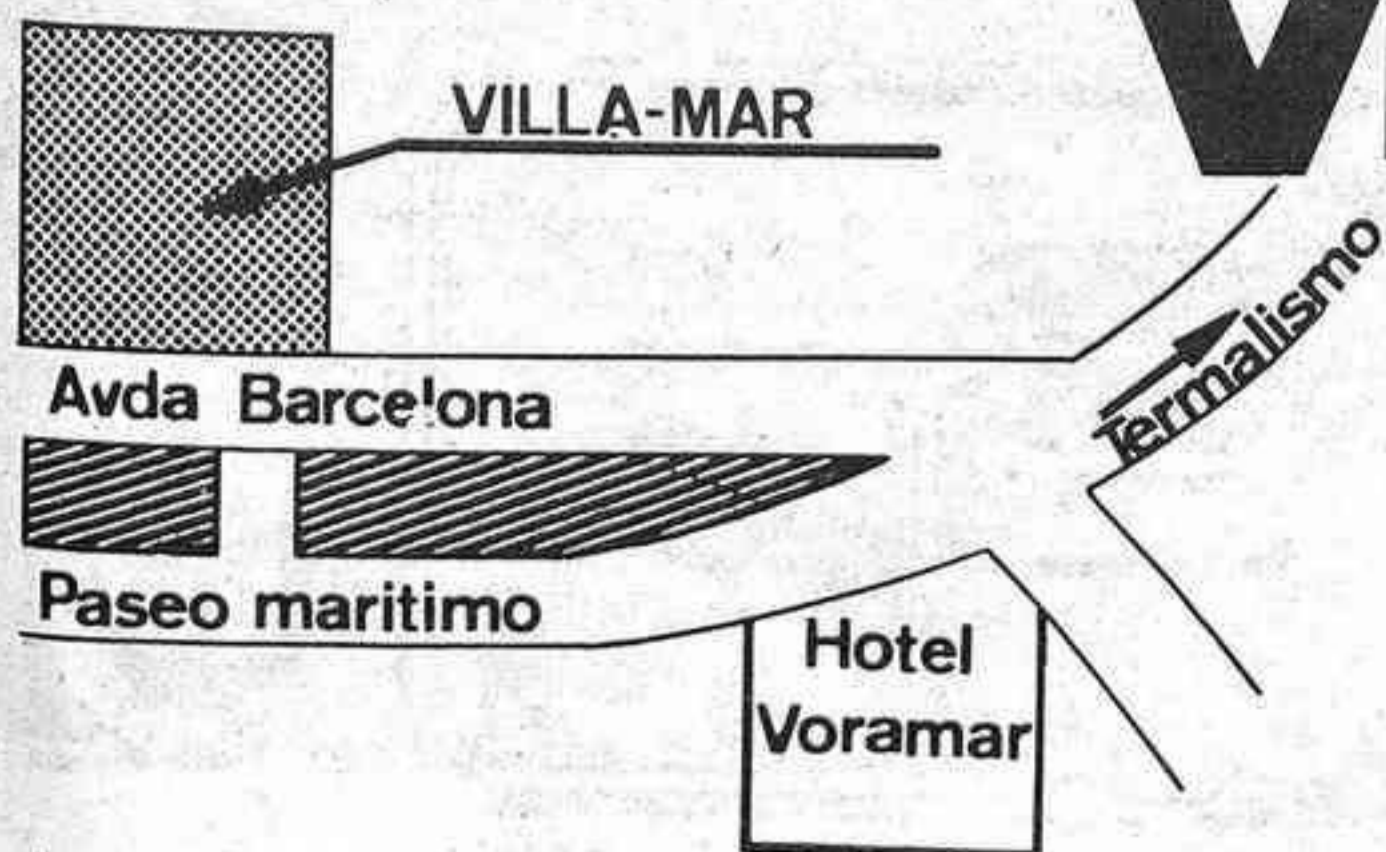 V
VILLA-MAR
Avda Barcelona
Termalismo
Paseo maritimo
Hotel
Voramar